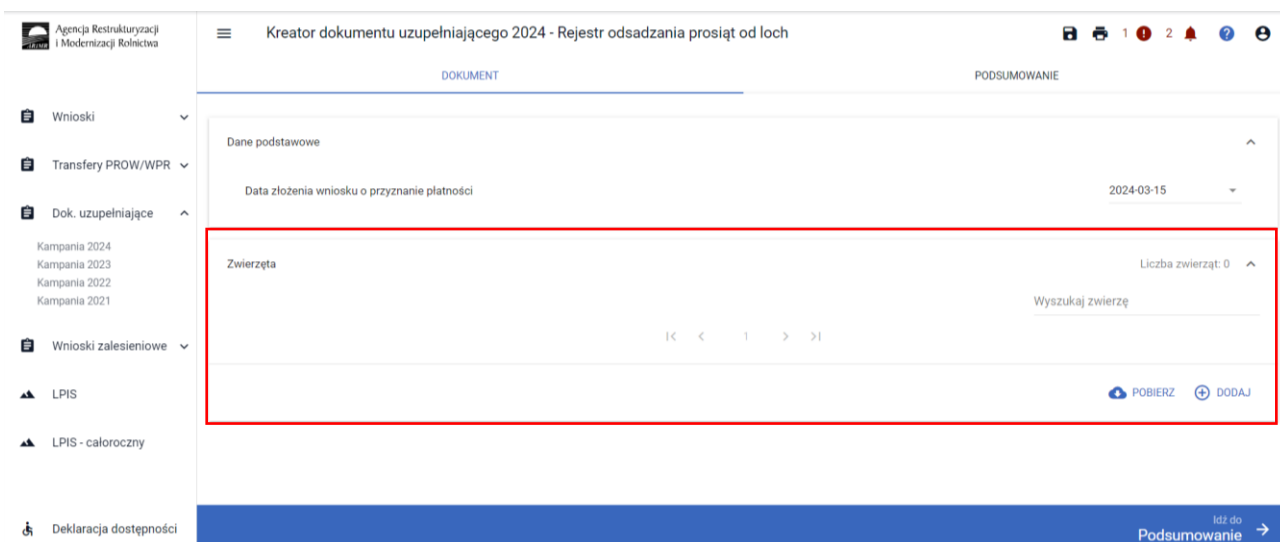 Agencja Restrukturyzacji
i Modernizacji Rolnictwa
ARiMR
Kreator dokumentu uzupełniającego 2024 - Rejestr odsadzania prosiąt od loch
1 2
DOKUMENT
PODSUMOWANIE
Wnioski
Transfery PROW/WPR
Dok. uzupełniające
Kampania 2024
Kampania 2023
Kampania 2022
Kampania 2021
Wnioski zalesieniowe
LPIS
LPIS - całoroczny
Deklaracja dostępności
Dane podstawowe
Data złożenia wniosku o przyznanie płatności
2024-03-15
Zwierzęta
Liczba zwierząt: 0
Wyszukaj zwierzę
1
POBIERZ
DODAJ
Idź do
Podsumowanie